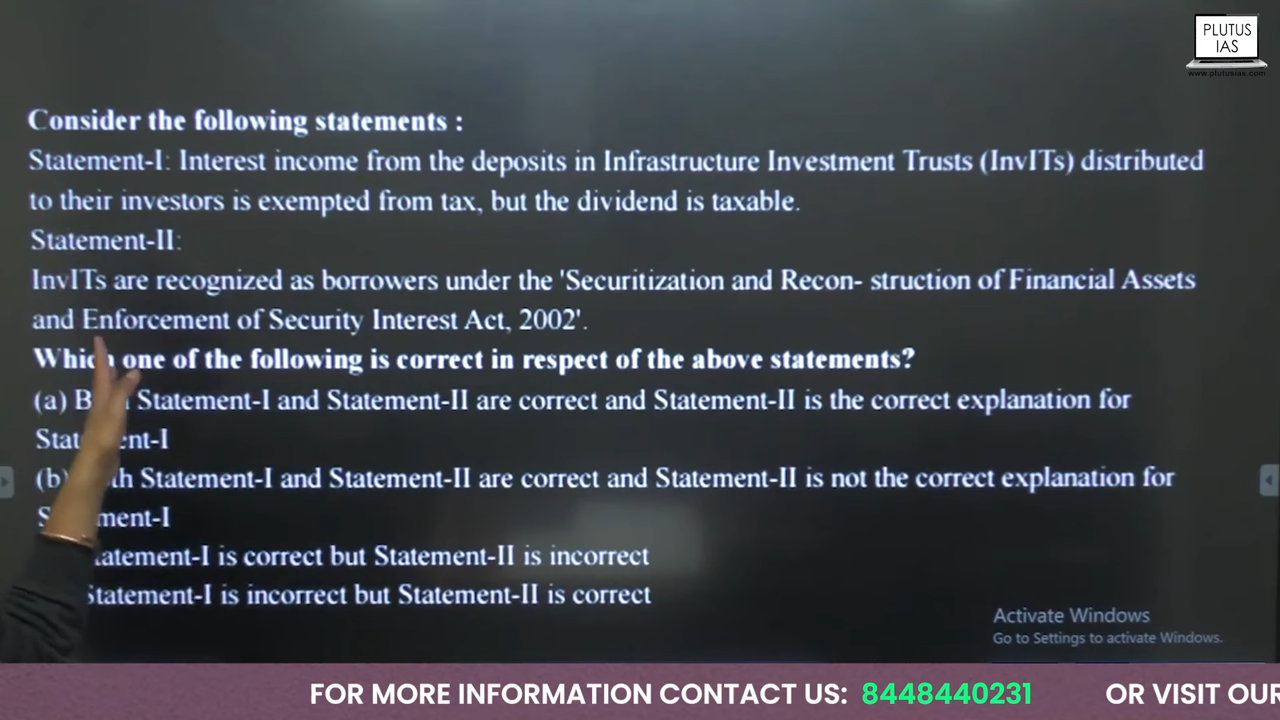 PLUTUS
IAS
www.plutusias.com
Consider the following statements :
Statement-I: Interest income from the deposits in Infrastructure Investment Trusts (InvITs) distributed
to their investors is exempted from tax, but the dividend is taxable.
Statement-II:
InvITs are recognized as borrowers under the 'Securitization and Recon- struction of Financial Assets
and Enforcement of Security Interest Act, 2002'.
Which one of the following is correct in respect of the above statements?
(a) Statement-I and Statement-II are correct and Statement-II is the correct explanation for
(b) Statement-I and Statement-II are correct and Statement-II is not the correct explanation for
Statement-I is correct but Statement-II is incorrect
Statement-I is incorrect but Statement-II is correct
Activate Windows
Go to Settings to activate Windows.
FOR MORE INFORMATION CONTACT US: 8448440231 OR VISIT OUR